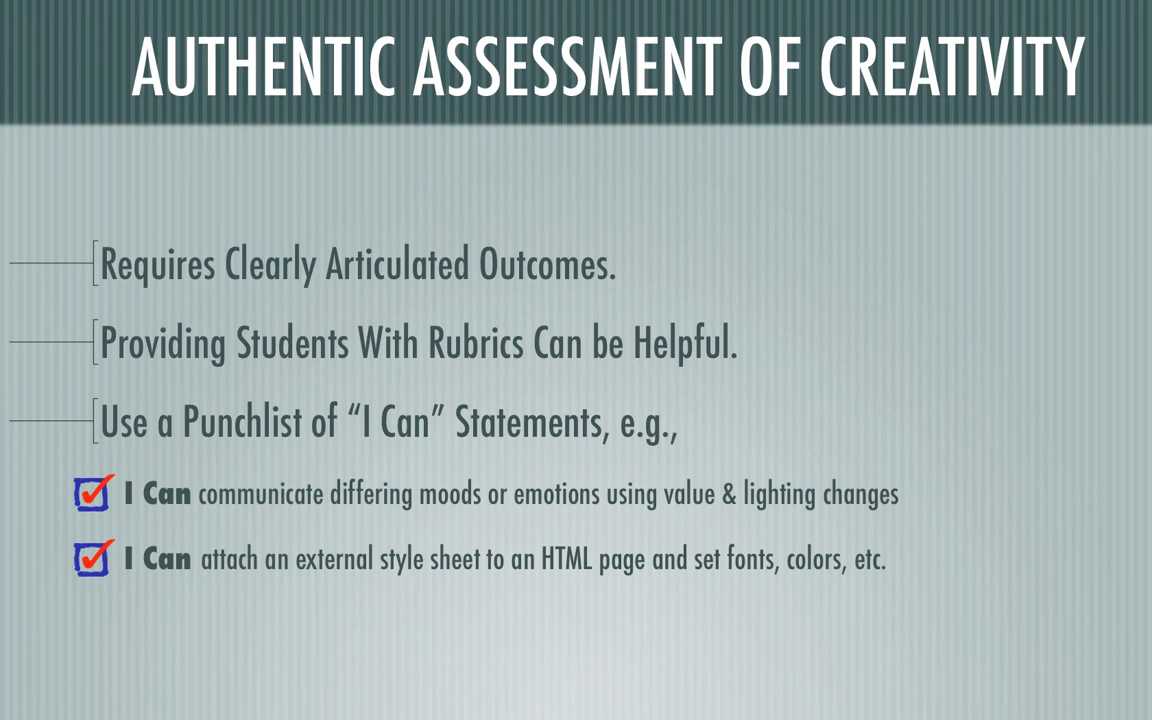 AUTHENTIC ASSESSMENT OF CREATIVITY
Requires Clearly Articulated Outcomes.
Providing Students With Rubrics Can be Helpful.
Use a Punchlist of “I Can” Statements, e.g.,
I Can communicate differing moods or emotions using value & lighting changes
I Can attach an external style sheet to an HTML page and set fonts, colors, etc.